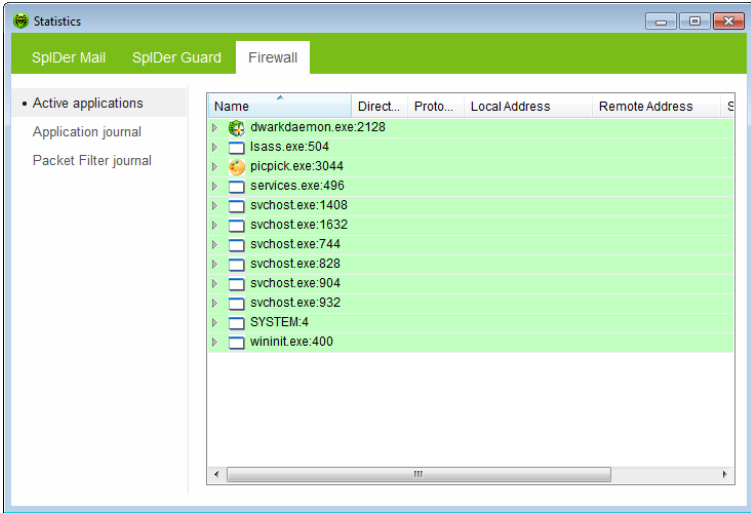 Statistics
SpIDer Mail SpIDer Guard Firewall
Active applications
Application journal
Packet Filter journal
Name Direct... Proto... Local Address Remote Address S
dwarkdaemon.exe:2128
lsass.exe:504
picpick.exe:3044
services.exe:496
svchost.exe:1408
svchost.exe:1632
svchost.exe:744
svchost.exe:828
svchost.exe:904
svchost.exe:932
SYSTEM:4
wininit.exe:400